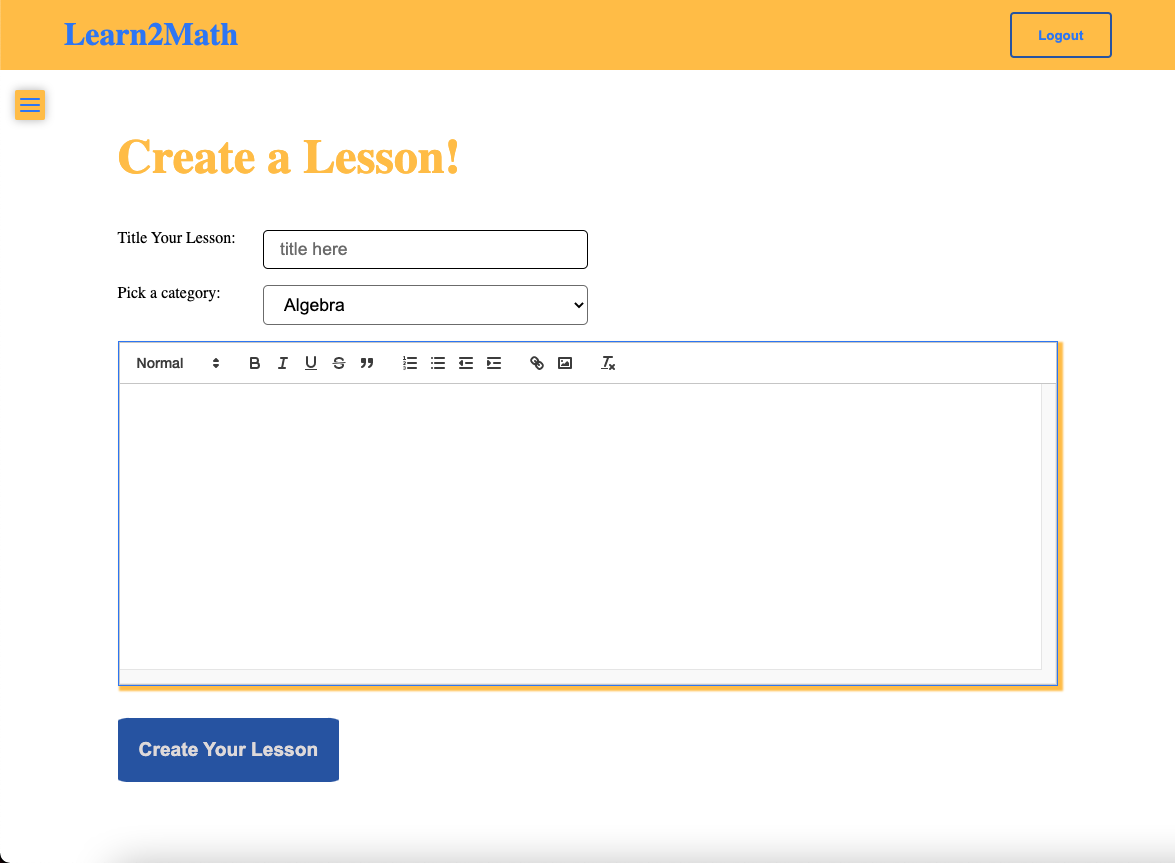 Learn2Math
Logout
Create a Lesson!
Title Your Lesson:
title here
Pick a category:
Algebra
Normal
Create Your Lesson